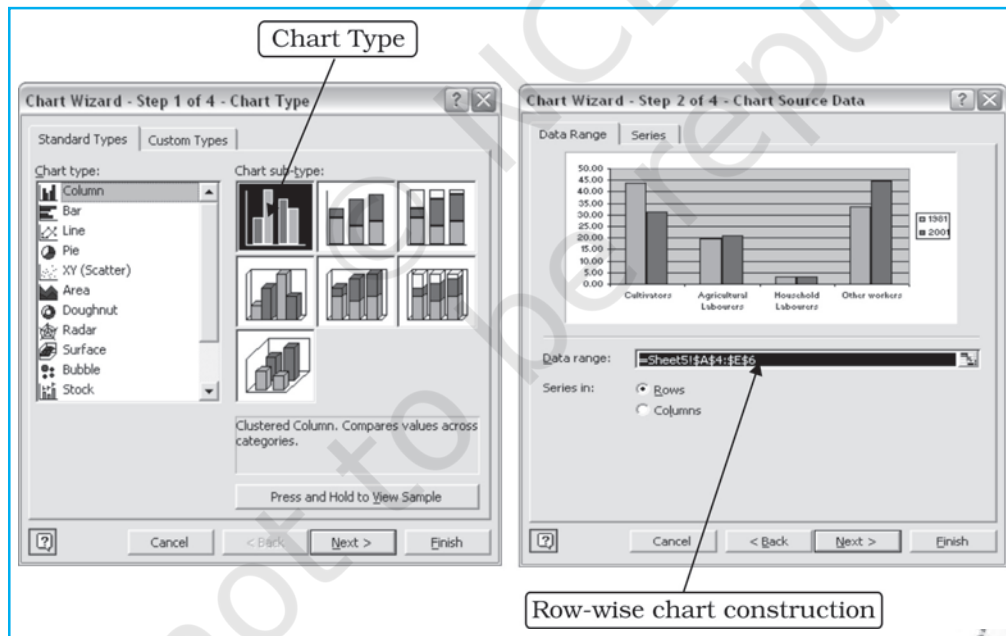 Chart Type
Chart Wizard - Step 1 of 4 - Chart Type
Standard Types
Custom Types
Chart type:
Column
Bar
Line
Pie
XY (Scatter)
Area
Doughnut
Radar
Surface
Bubble
Stock
Chart sub-type:
Clustered Column. Compares values across
categories.
Press and Hold to View Sample
Cancel
< Back
Next >
Finish
Chart Wizard - Step 2 of 4 - Chart Source Data
Data Range
Series
50.00
45.00
40.00
35.00
30.00
25.00
20.00
15.00
10.00
5.00
0.00
Cultivators
Agricultural
Labourers
Household
Labourers
Other workers
1981
2001
Data range:
=Sheet5!$A$4:$E$6
Series in:
Rows
Columns
Cancel
< Back
Next >
Finish
Row-wise chart construction
not to be repu